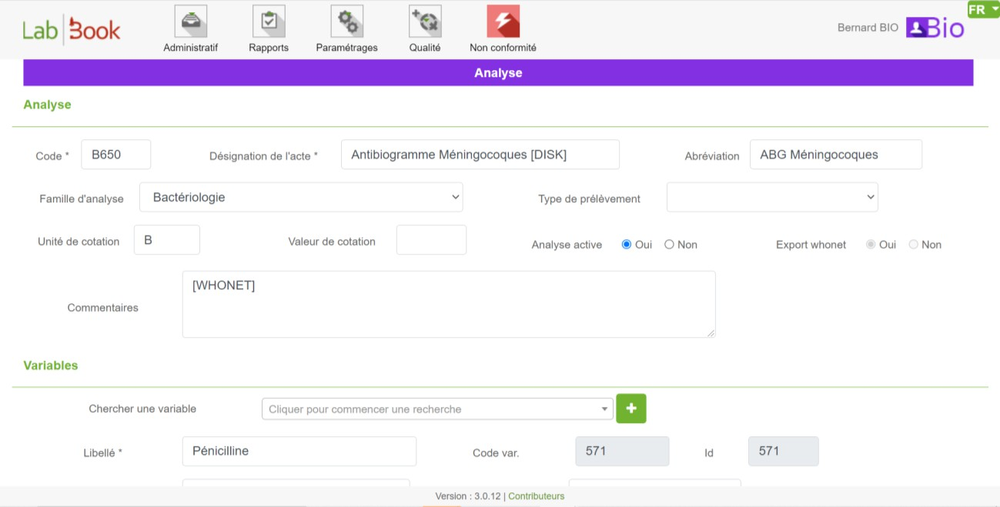 FR
Lab Book
Administratif Rapports Paramétrages Qualité Non conformité
Bernard BIO Bio
Analyse
Analyse
Code * B650 Désignation de l'acte * Antibiogramme Méningocoques [DISK] Abréviation ABG Méningocoques
Famille d'analyse Bactériologie Type de prélèvement
Unité de cotation B Valeur de cotation Analyse active Oui Non Export whonet Oui Non
Commentaires [WHONET]
Variables
Chercher une variable Cliquer pour commencer une recherche +
Libellé * Pénicilline Code var. 571 Id 571
Version : 3.0.12 | Contributeurs